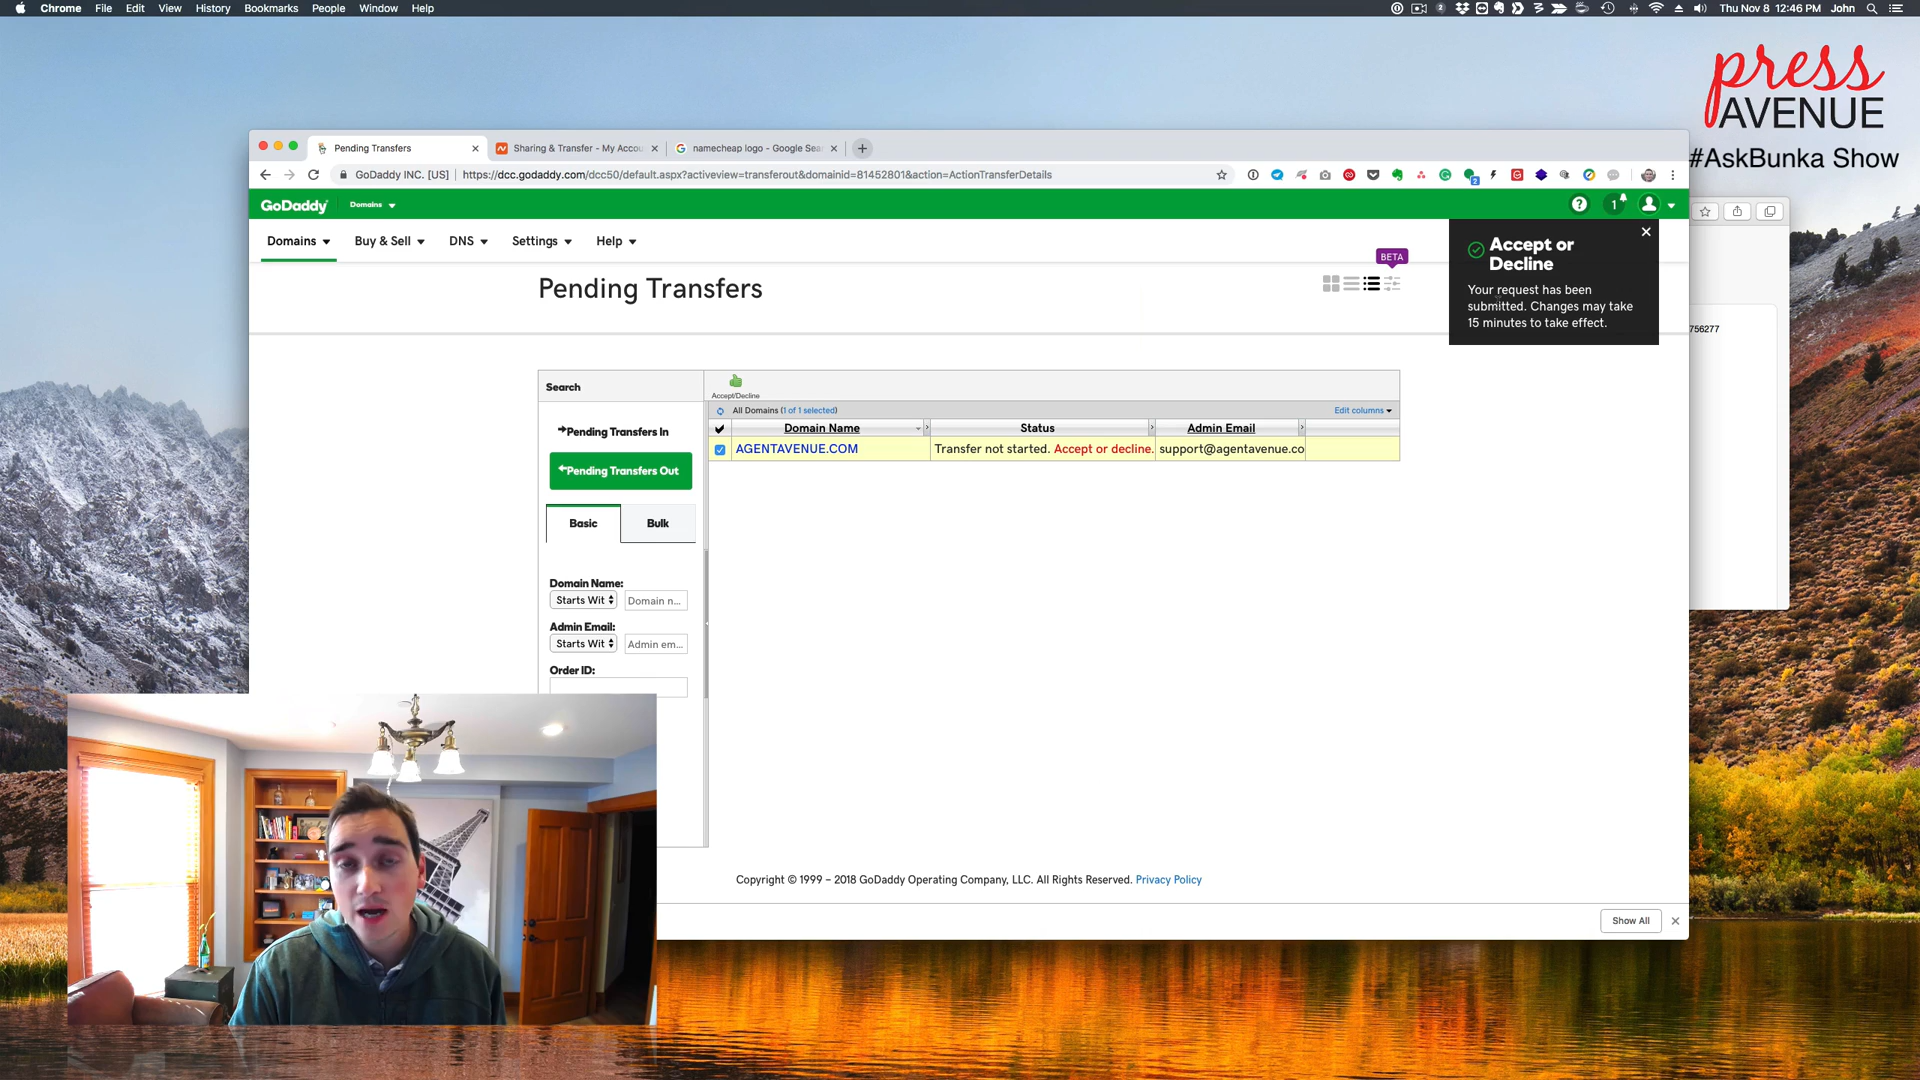 Chrome File Edit View History Bookmarks People Window Help
2 Thu Nov 8 12:46 PM John
press
AVENUE
#AskBunka Show
Pending Transfers
Sharing & Transfer - My Accou
namecheap logo - Google Sea
GoDaddy INC. [US] https://dcc.godaddy.com/dcc50/default.aspx?activeview=transferout&domainid=81452801&action=ActionTransferDetails
2
GoDaddy Domains
? 1
Domains Buy & Sell DNS Settings Help
BETA
Pending Transfers
Accept or
Decline
Your request has been
submitted. Changes may take
15 minutes to take effect.
756277
Search
Accept/Decline
All Domains (1 of 1 selected) Edit columns
Domain Name Status Admin Email
AGENTAVENUE.COM Transfer not started. Accept or decline. support@agentavenue.co
Pending Transfers In
Pending Transfers Out
Basic Bulk
Domain Name:
Starts Wit Domain n...
Admin Email:
Starts Wit Admin em...
Order ID:
Copyright © 1999 – 2018 GoDaddy Operating Company, LLC. All Rights Reserved. Privacy Policy
Show All